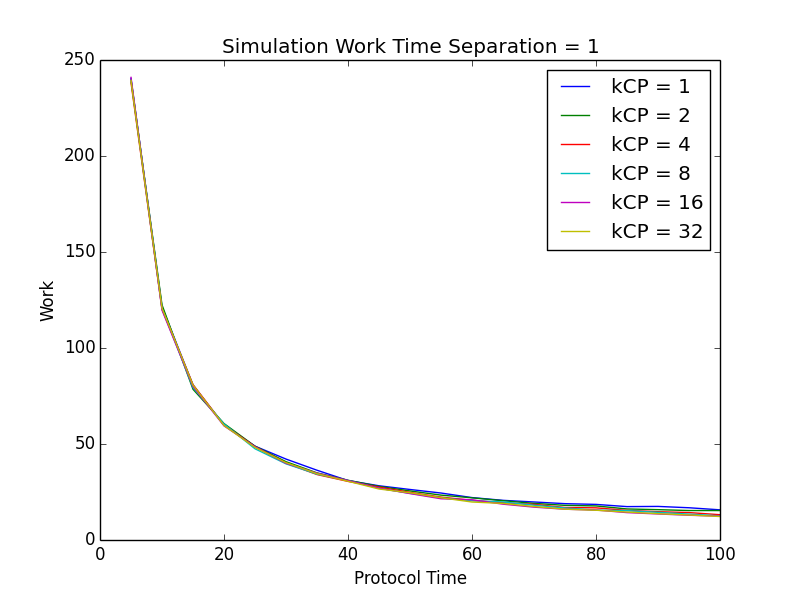 Simulation Work Time Separation = 1
250
200
150
100
50
0
Work
kCP = 1
kCP = 2
kCP = 4
kCP = 8
kCP = 16
kCP = 32
0 20 40 60 80 100
Protocol Time